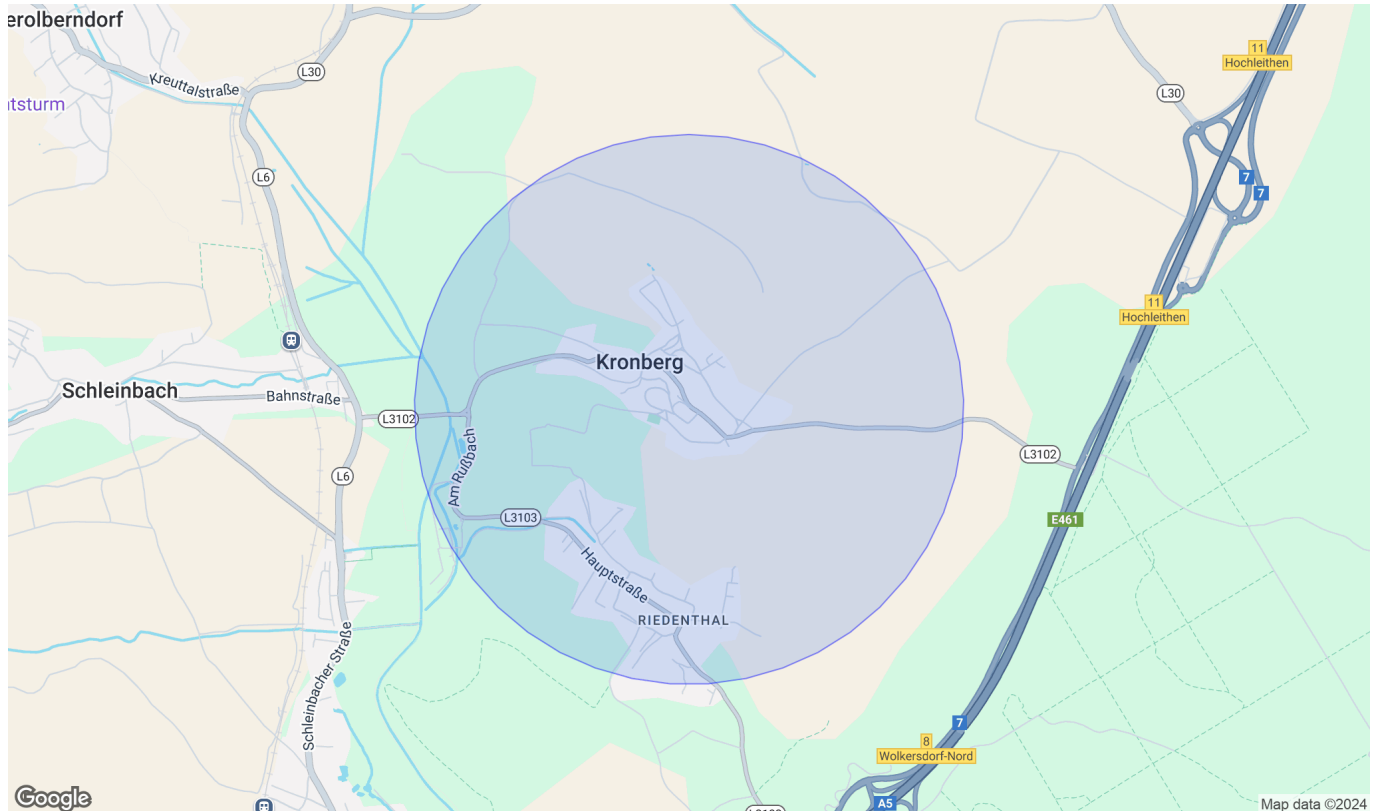 erolberndorf
Kreuttalstraße
L30
11
Hochleithen
L30
itsturm
L6
7
7
11
Hochleithen
Kronberg
Schleinbach
Bahnstraße
L3102
L3102
Am Rußbach
L6
L3103
E461
Hauptstraße
RIEDENTHAL
Schleinbacher Straße
7
8
Wolkersdorf-Nord
A5
Google
Map data ©2024